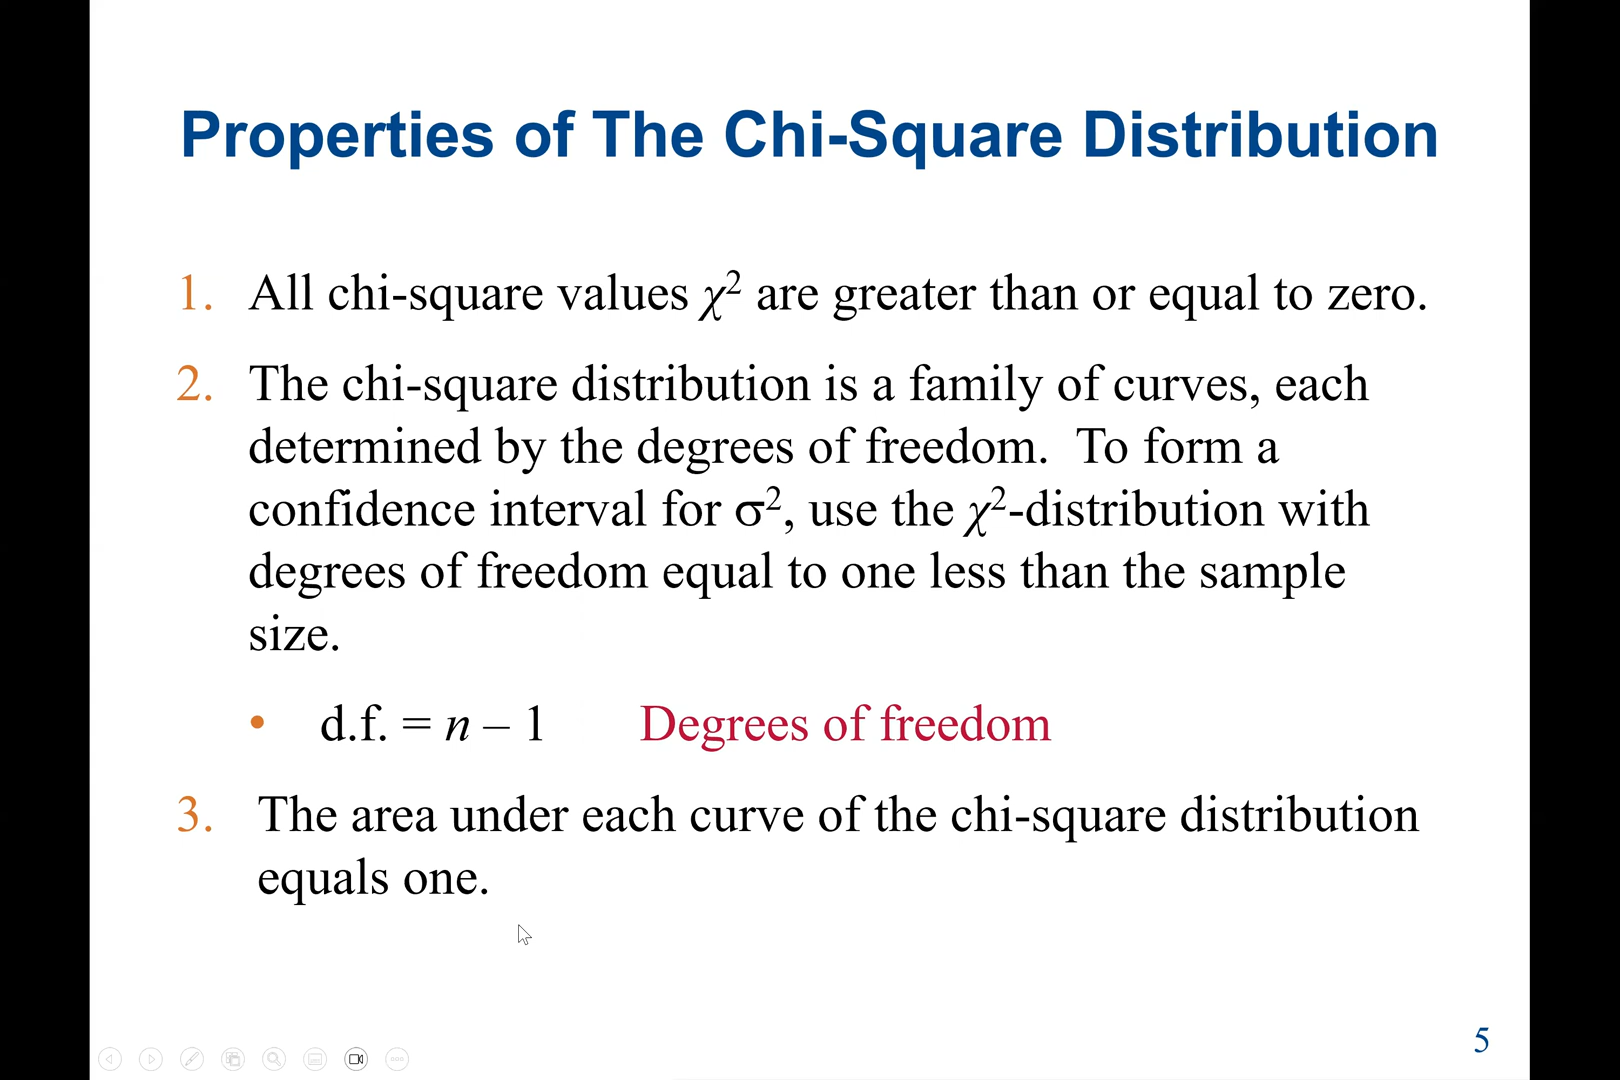 Properties of The Chi-Square Distribution
1. All chi-square values χ² are greater than or equal to zero.
2. The chi-square distribution is a family of curves, each
determined by the degrees of freedom. To form a
confidence interval for σ², use the χ²-distribution with
degrees of freedom equal to one less than the sample
size.
• d.f. = n – 1 Degrees of freedom
3. The area under each curve of the chi-square distribution
equals one.
5